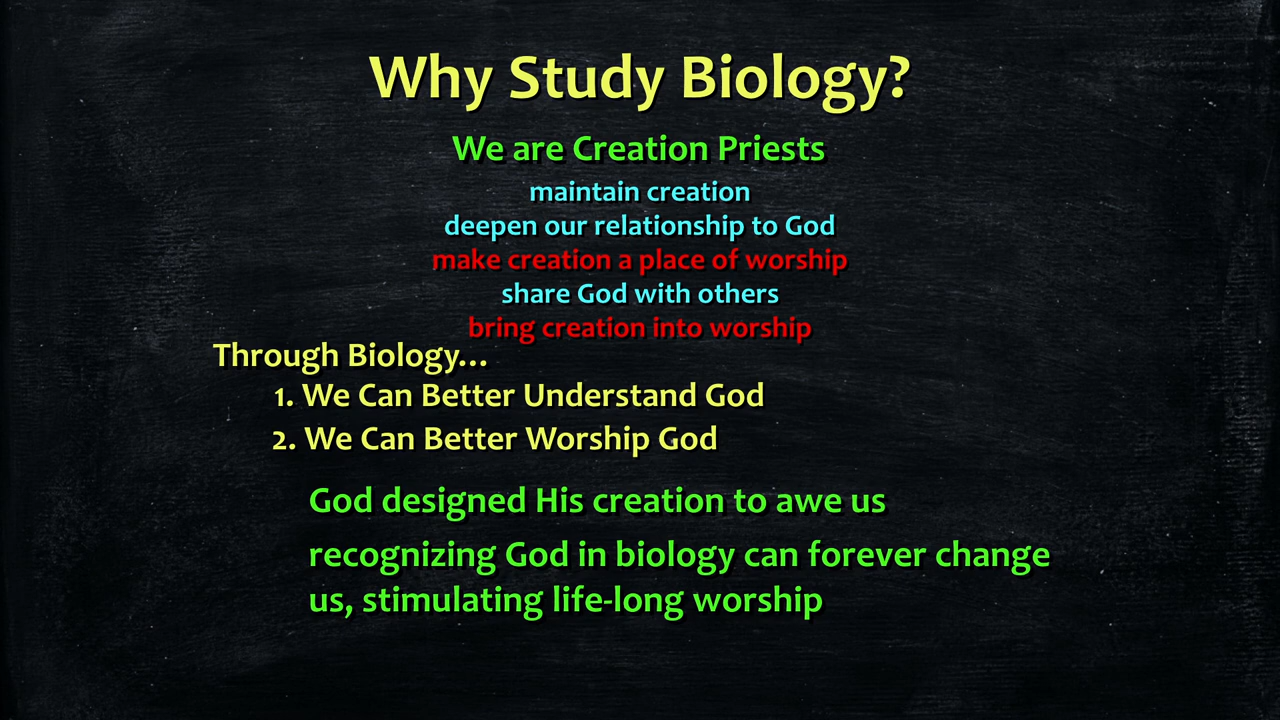 Why Study Biology?
We are Creation Priests
maintain creation
deepen our relationship to God
make creation a place of worship
share God with others
bring creation into worship
Through Biology...
1. We Can Better Understand God
2. We Can Better Worship God
God designed His creation to awe us
recognizing God in biology can forever change
us, stimulating life-long worship